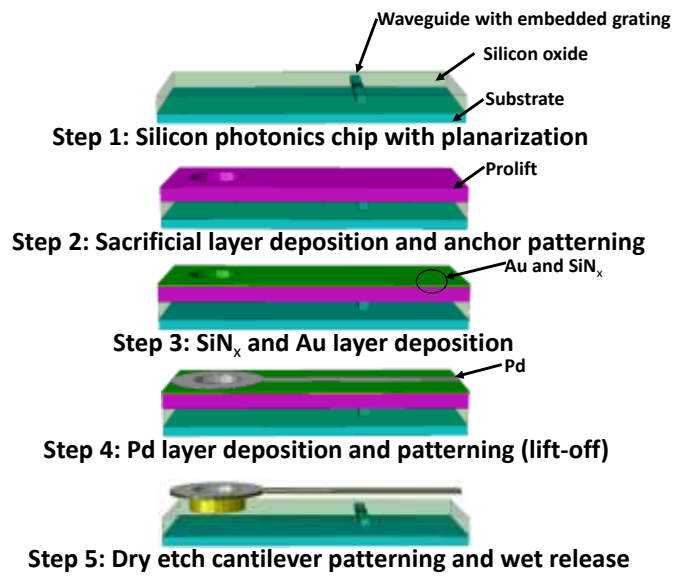 Waveguide with embedded grating
Silicon oxide
Substrate
Step 1: Silicon photonics chip with planarization
Prolift
Step 2: Sacrificial layer deposition and anchor patterning
Au and SiNₓ
Step 3: SiNₓ and Au layer deposition
Pd
Step 4: Pd layer deposition and patterning (lift-off)
Step 5: Dry etch cantilever patterning and wet release